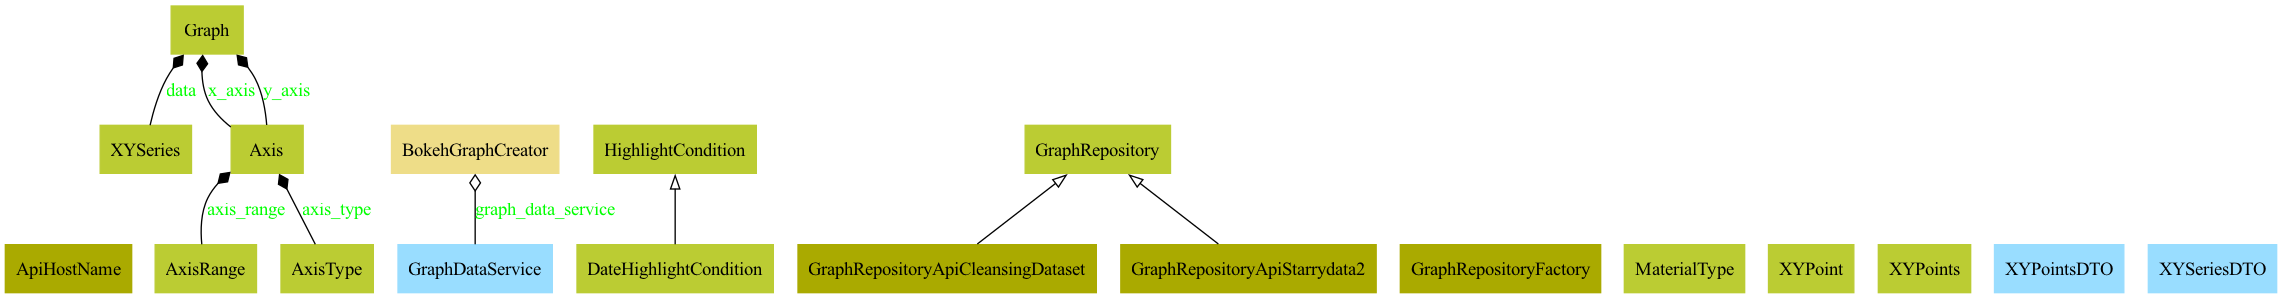 Graph
data
x_axis
y_axis
XYSeries
Axis
BokehGraphCreator
HighlightCondition
GraphRepository
axis_range
axis_type
graph_data_service
ApiHostName
AxisRange
AxisType
GraphDataService
DateHighlightCondition
GraphRepositoryApiCleansingDataset
GraphRepositoryApiStarrydata2
GraphRepositoryFactory
MaterialType
XYPoint
XYPoints
XYPointsDTO
XYSeriesDTO